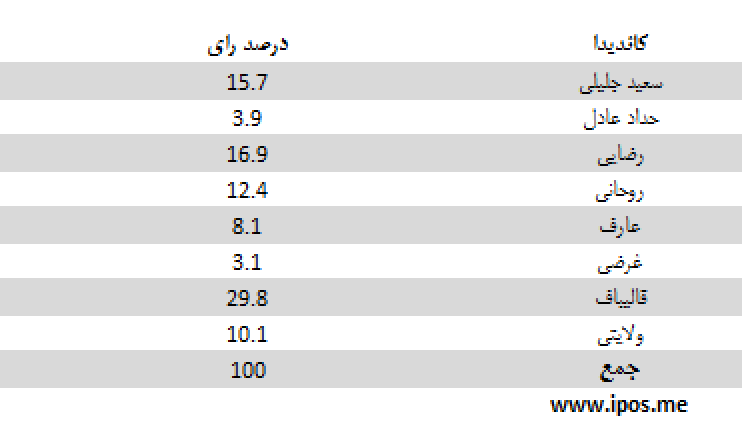 کاندیدا درصد رای
سعید جلیلی 15.7
حداد عادل 3.9
رضایی 16.9
روحانی 12.4
عارف 8.1
غرضی 3.1
قالیباف 29.8
ولایتی 10.1
جمع 100
www.ipos.me